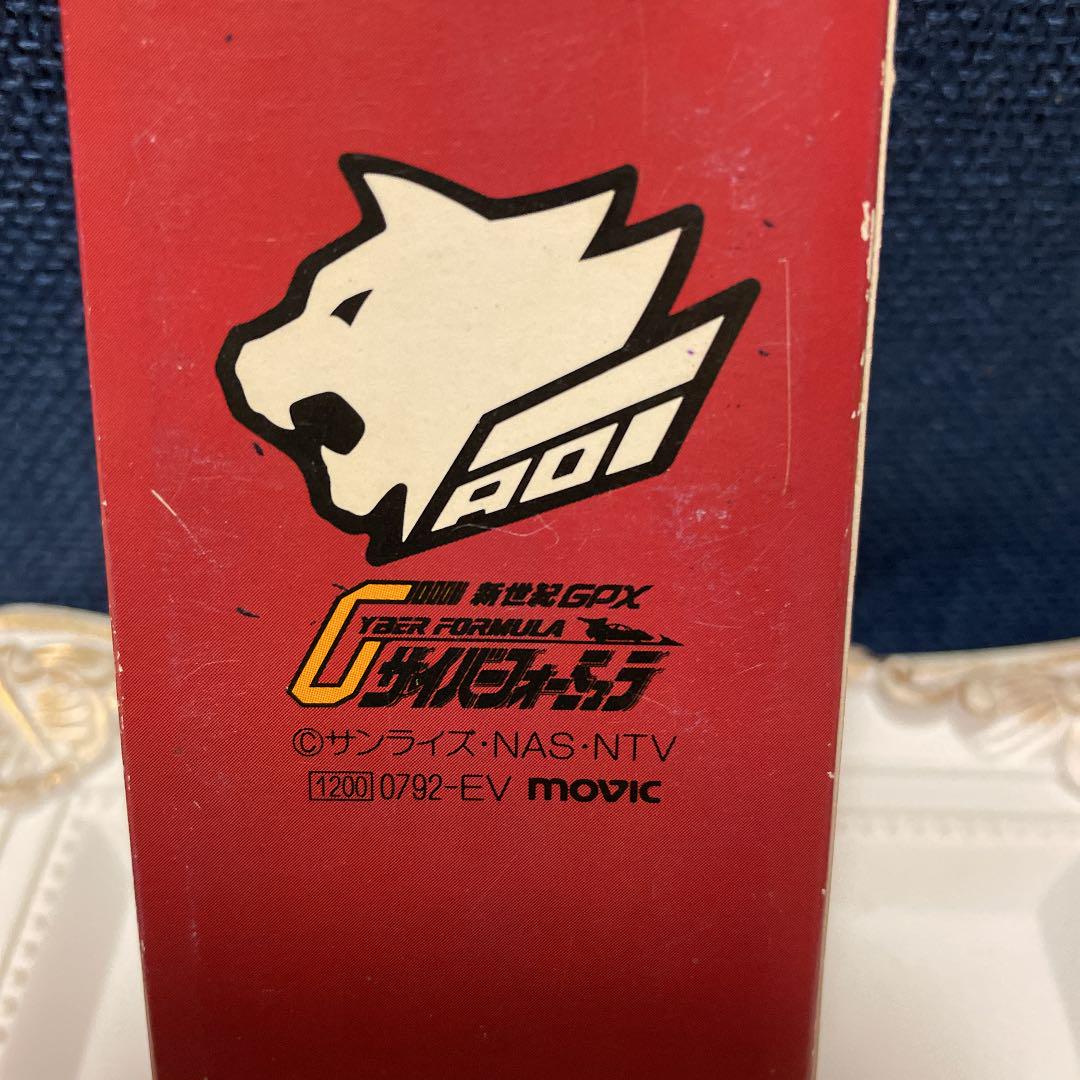 AOI
新世紀GPX
CYBER FORMULA
サイバーフォーミュラ
©サンライズ・NAS・NTV
1200 0792-EV movic